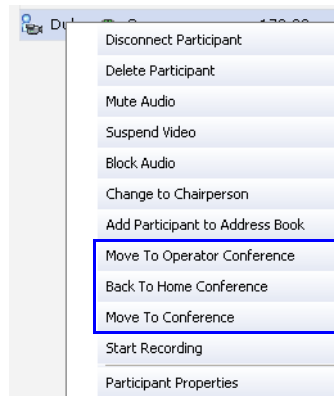 Disconnect Participant
Delete Participant
Mute Audio
Suspend Video
Block Audio
Change to Chairperson
Add Participant to Address Book
Move To Operator Conference
Back To Home Conference
Move To Conference
Start Recording
Participant Properties